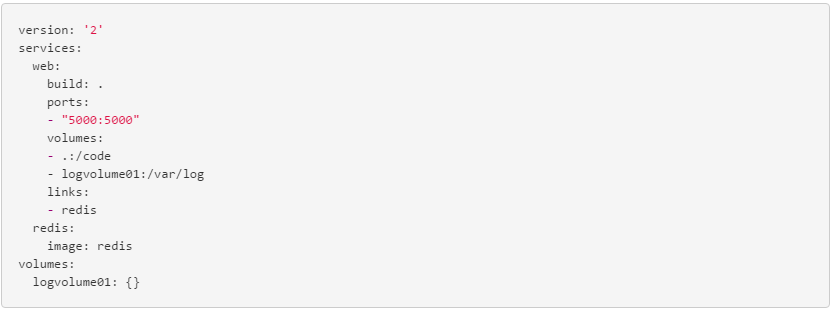 version: '2'
services:
  web:
    build: .
    ports:
    - "5000:5000"
    volumes:
    - .:/code
    - logvolume01:/var/log
    links:
    - redis
  redis:
    image: redis
volumes:
  logvolume01: {}